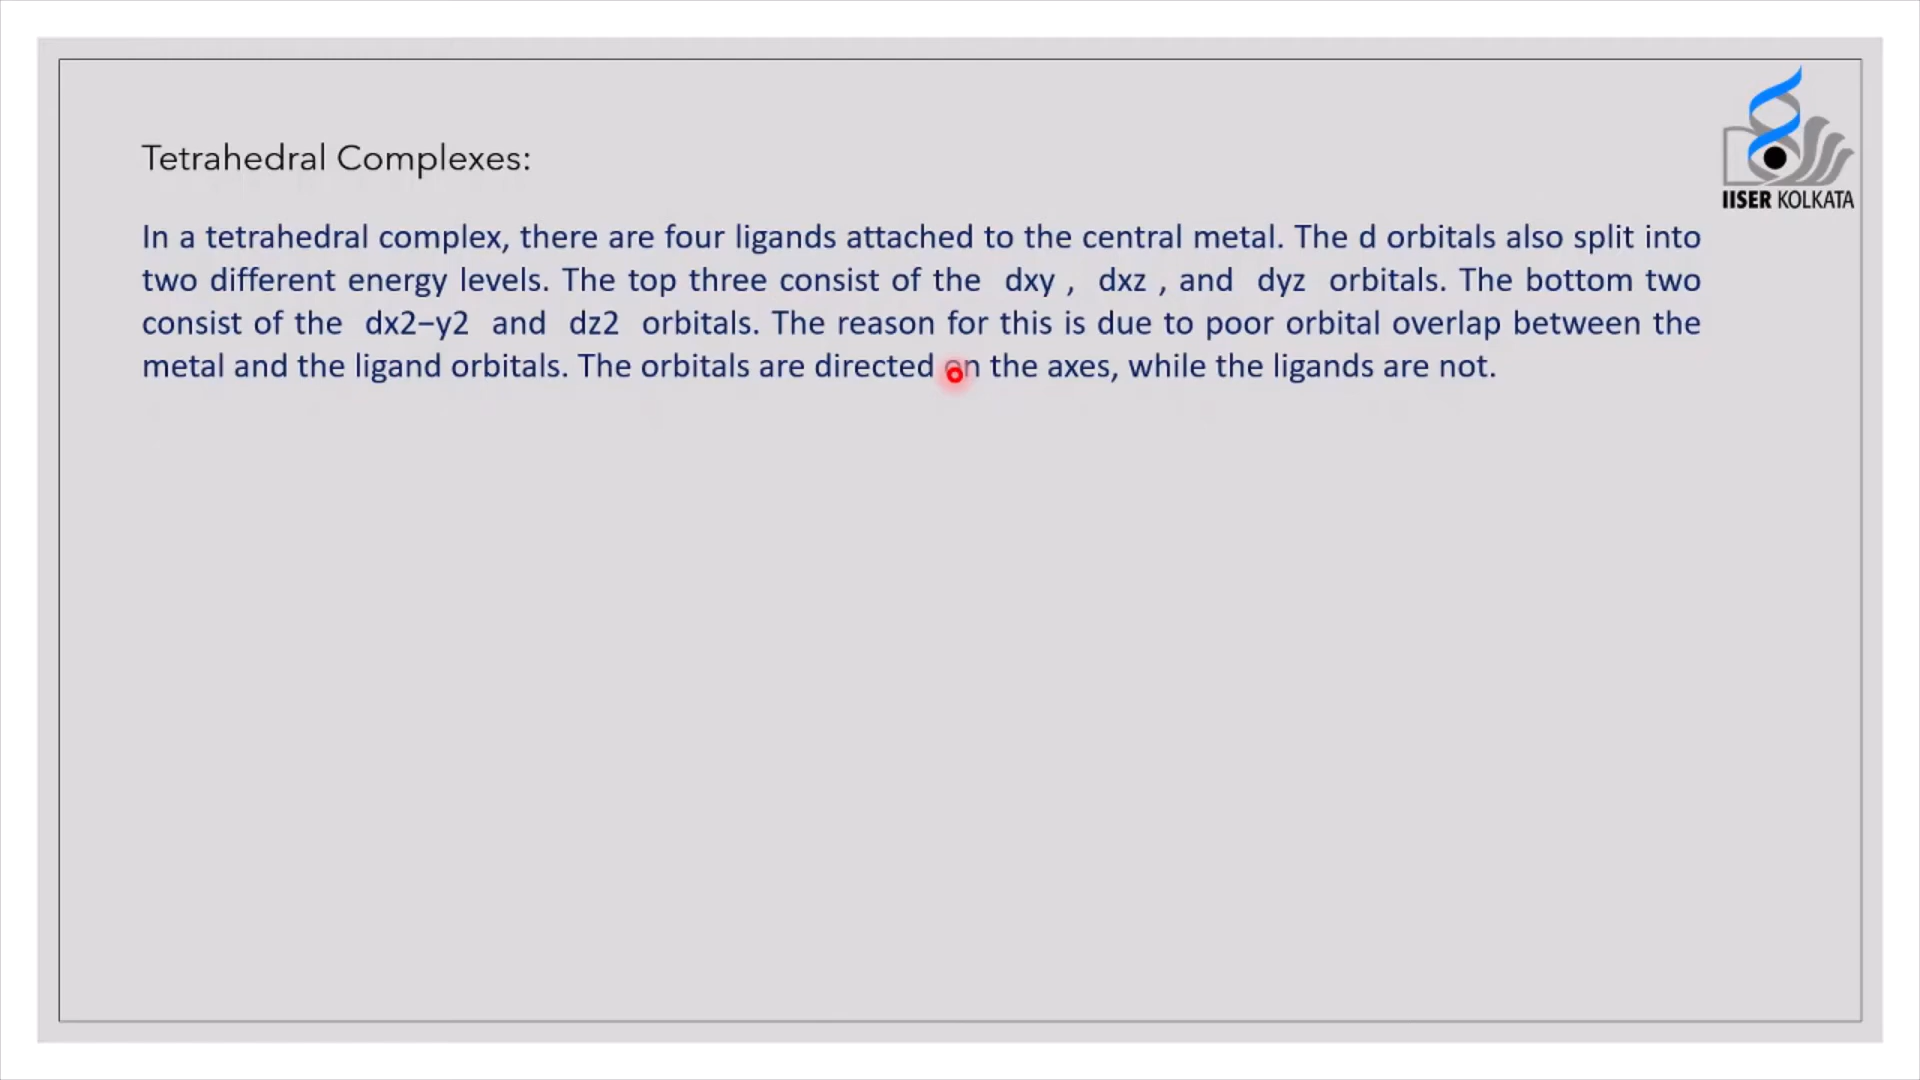 Tetrahedral Complexes:
IISER KOLKATA
In a tetrahedral complex, there are four ligands attached to the central metal. The d orbitals also split into
two different energy levels. The top three consist of the dxy , dxz , and dyz orbitals. The bottom two
consist of the dx2−y2 and dz2 orbitals. The reason for this is due to poor orbital overlap between the
metal and the ligand orbitals. The orbitals are directed on the axes, while the ligands are not.